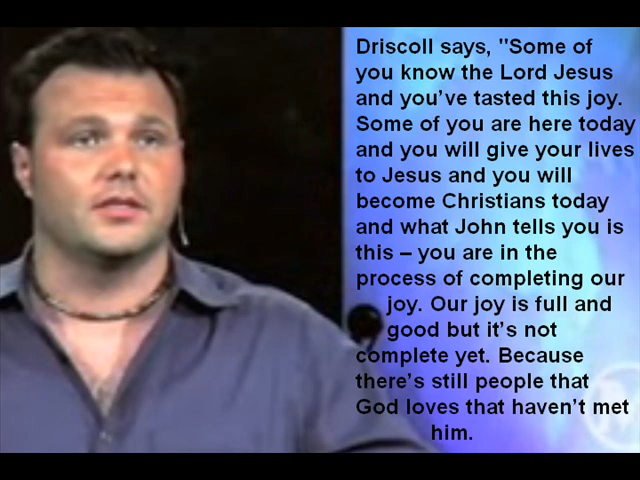 Driscoll says, "Some of
you know the Lord Jesus
and you’ve tasted this joy.
Some of you are here today
and you will give your lives
to Jesus and you will
become Christians today
and what John tells you is
this – you are in the
process of completing our
joy. Our joy is full and
good but it’s not
complete yet. Because
there’s still people that
God loves that haven’t met
him.